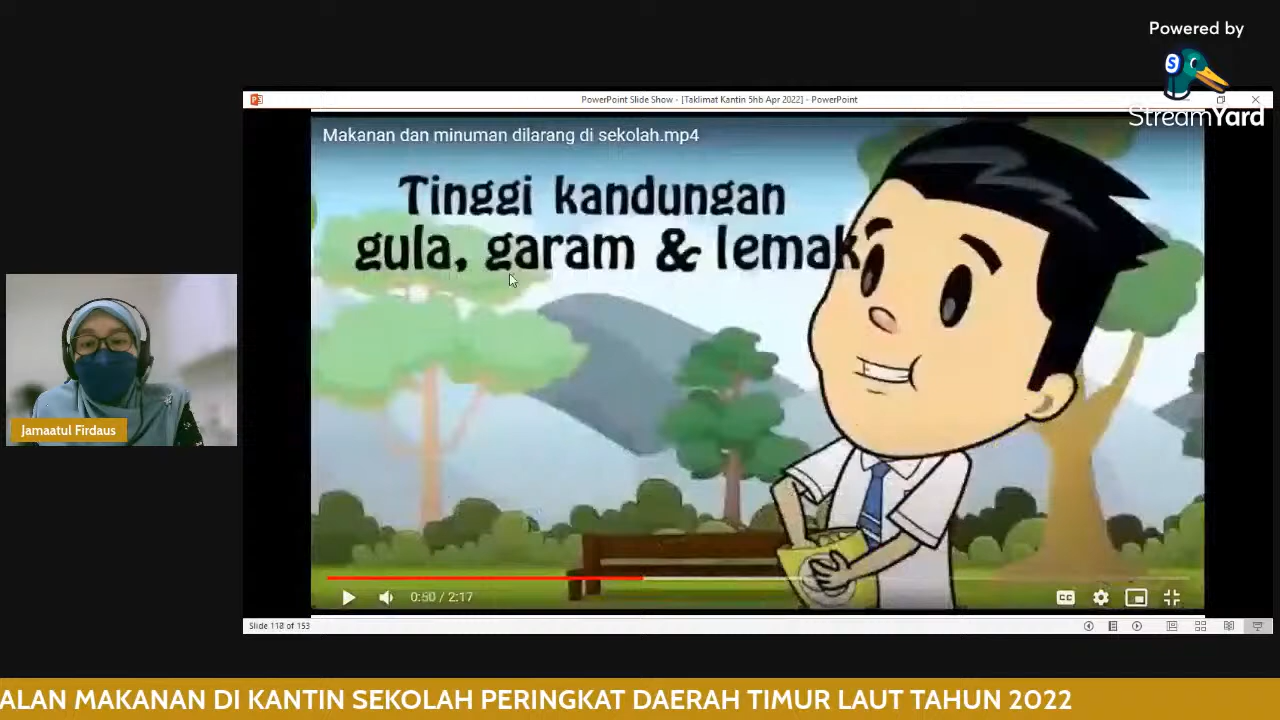 Powered by
StreamYard
PowerPoint Slide Show - [Taklimat Kantin 5hb Apr 2022] - PowerPoint
Makanan dan minuman dilarang di sekolah.mp4
Tinggi kandungan
gula, garam & lemak
Jamaatul Firdaus
0:50 / 2:17
CC
Slide 118 of 153
ALAN MAKANAN DI KANTIN SEKOLAH PERINGKAT DAERAH TIMUR LAUT TAHUN 2022